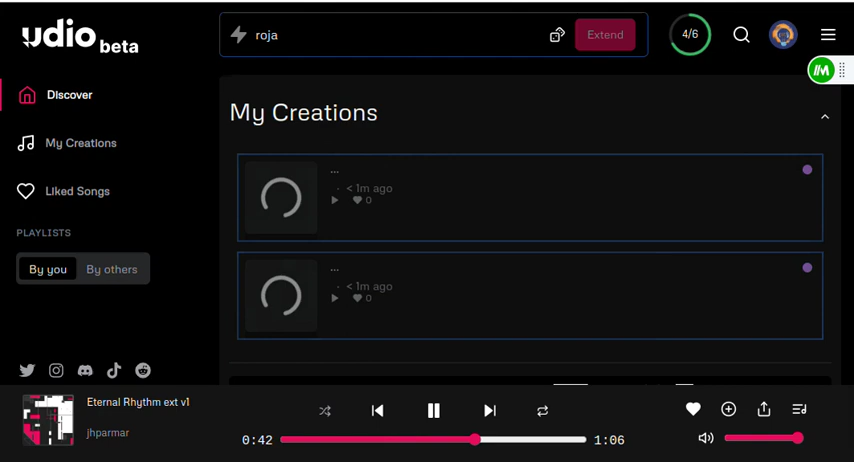 udio beta
roja
Extend
4/6
Discover
My Creations
Liked Songs
PLAYLISTS
By you
By others
My Creations
...
· < 1m ago
0
...
· < 1m ago
0
Eternal Rhythm ext v1
jhparmar
0:42
1:06